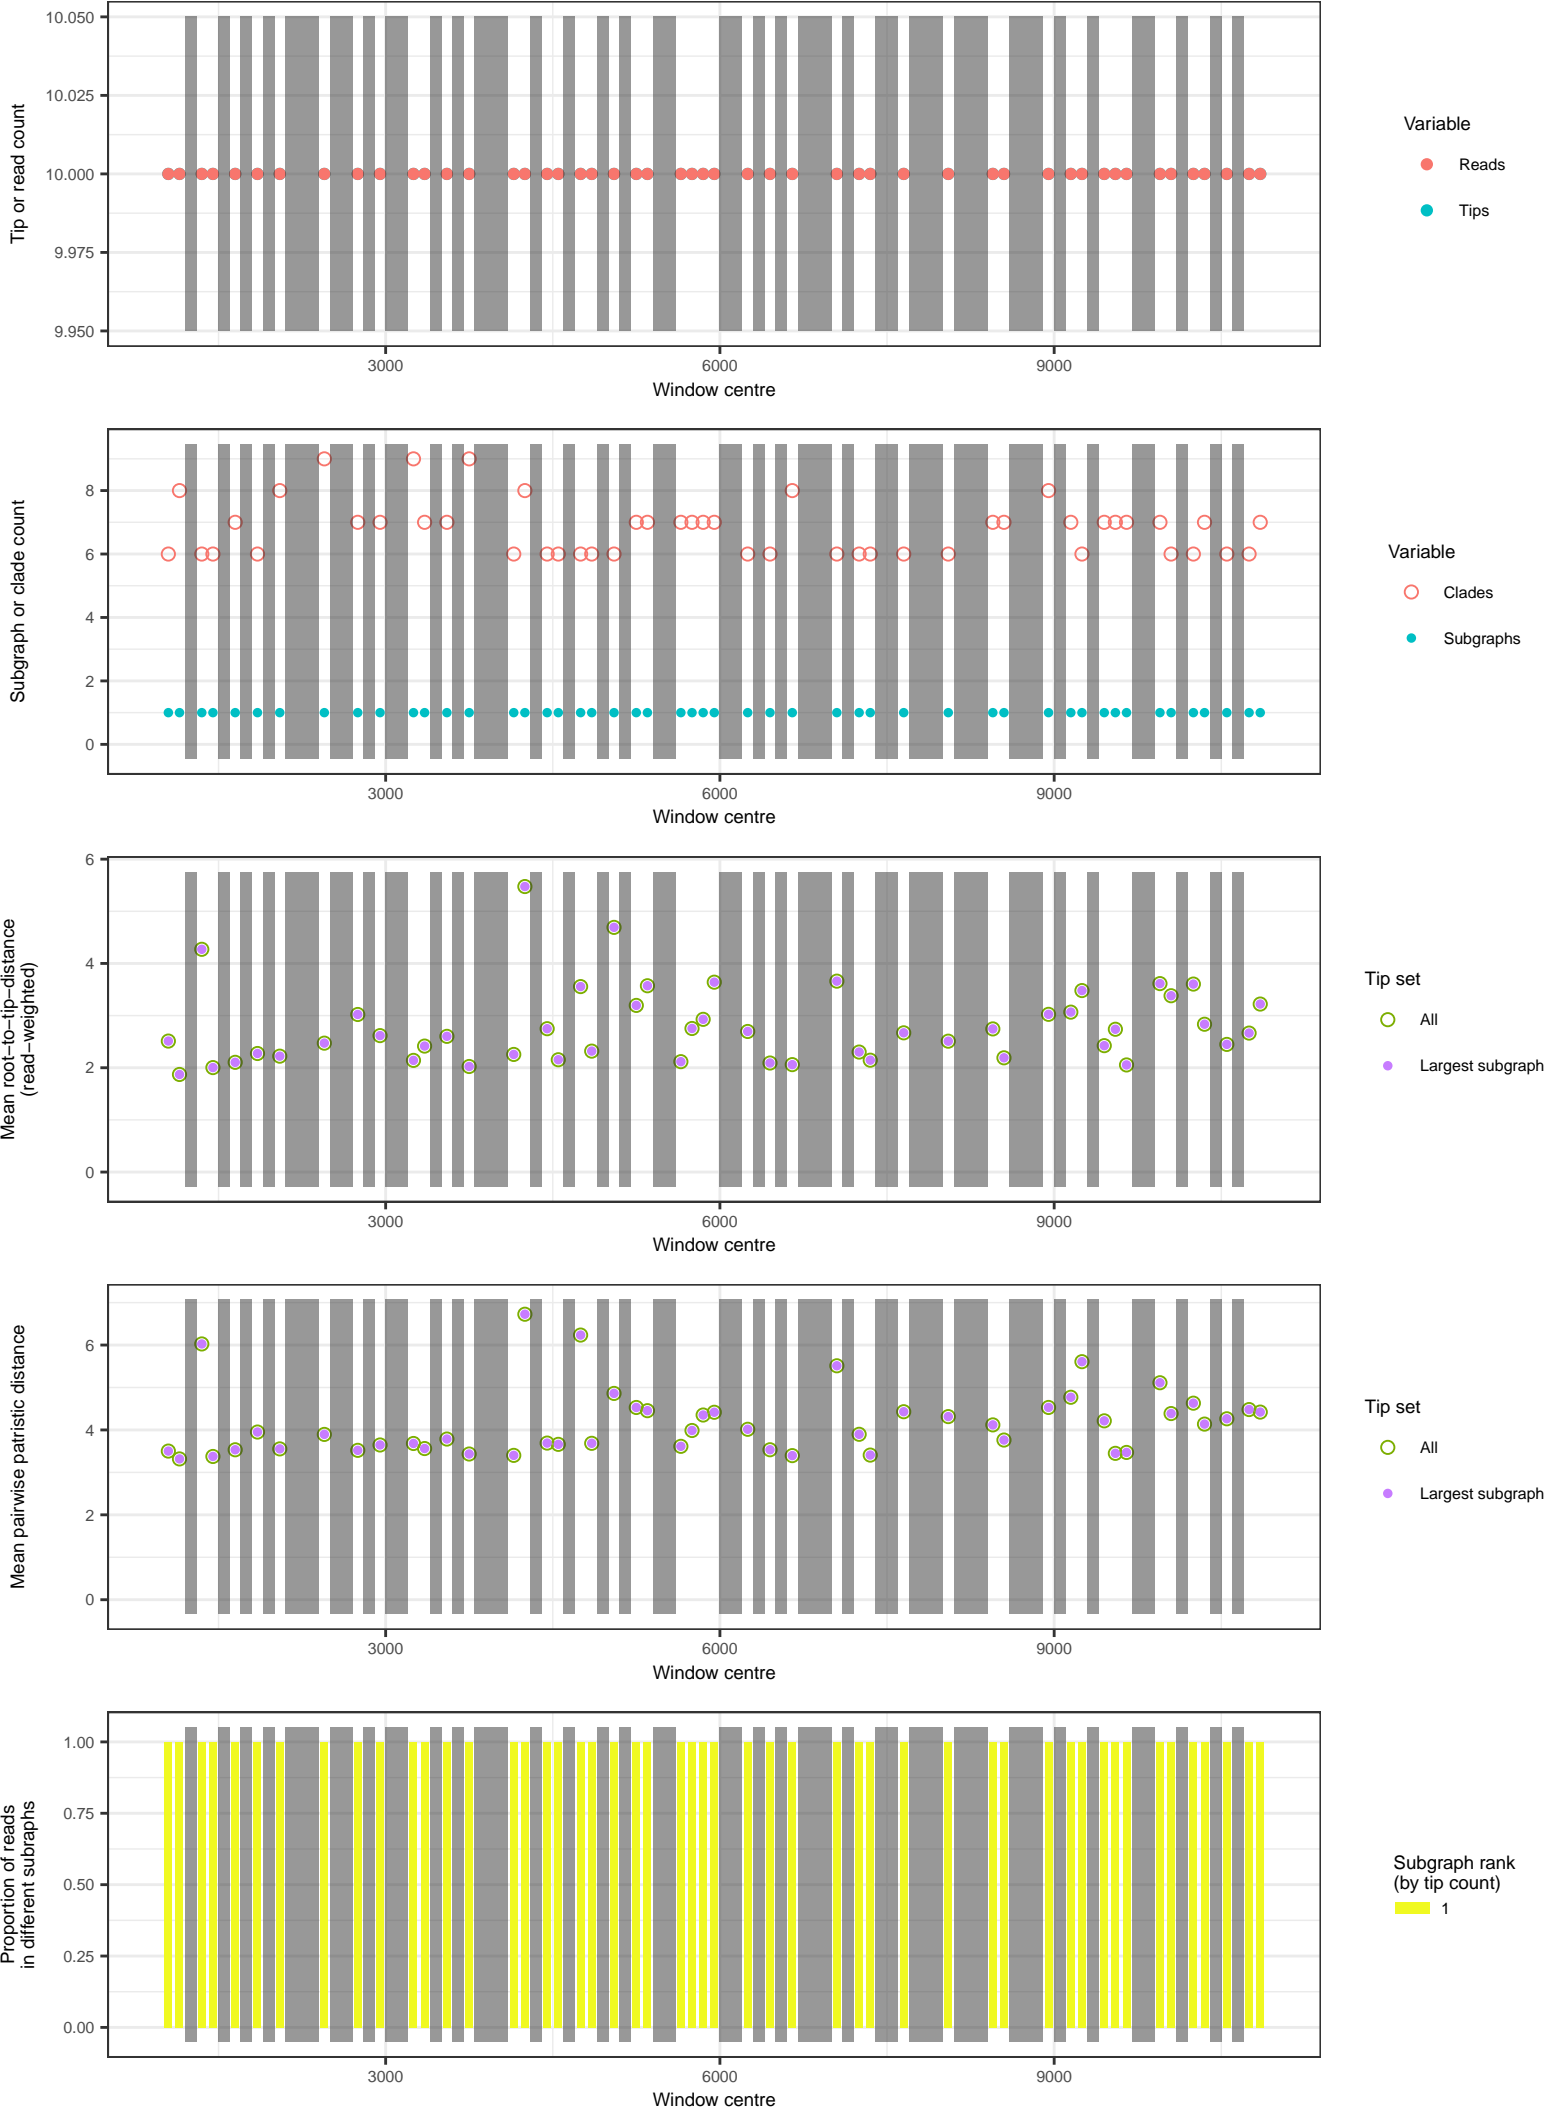 10.050
10.025
10.000
9.975
9.950
Tip or read count
3000
6000
9000
Window centre
Variable
Reads
Tips
8
6
4
2
0
Subgraph or clade count
3000
6000
9000
Window centre
Variable
Clades
Subgraphs
6
4
2
0
Mean root−to−tip−distance
(read−weighted)
3000
6000
9000
Window centre
Tip set
All
Largest subgraph
6
4
2
0
Mean pairwise patristic distance
3000
6000
9000
Window centre
Tip set
All
Largest subgraph
1.00
0.75
0.50
0.25
0.00
Proportion of reads
in different subraphs
3000
6000
9000
Window centre
Subgraph rank
(by tip count)
1